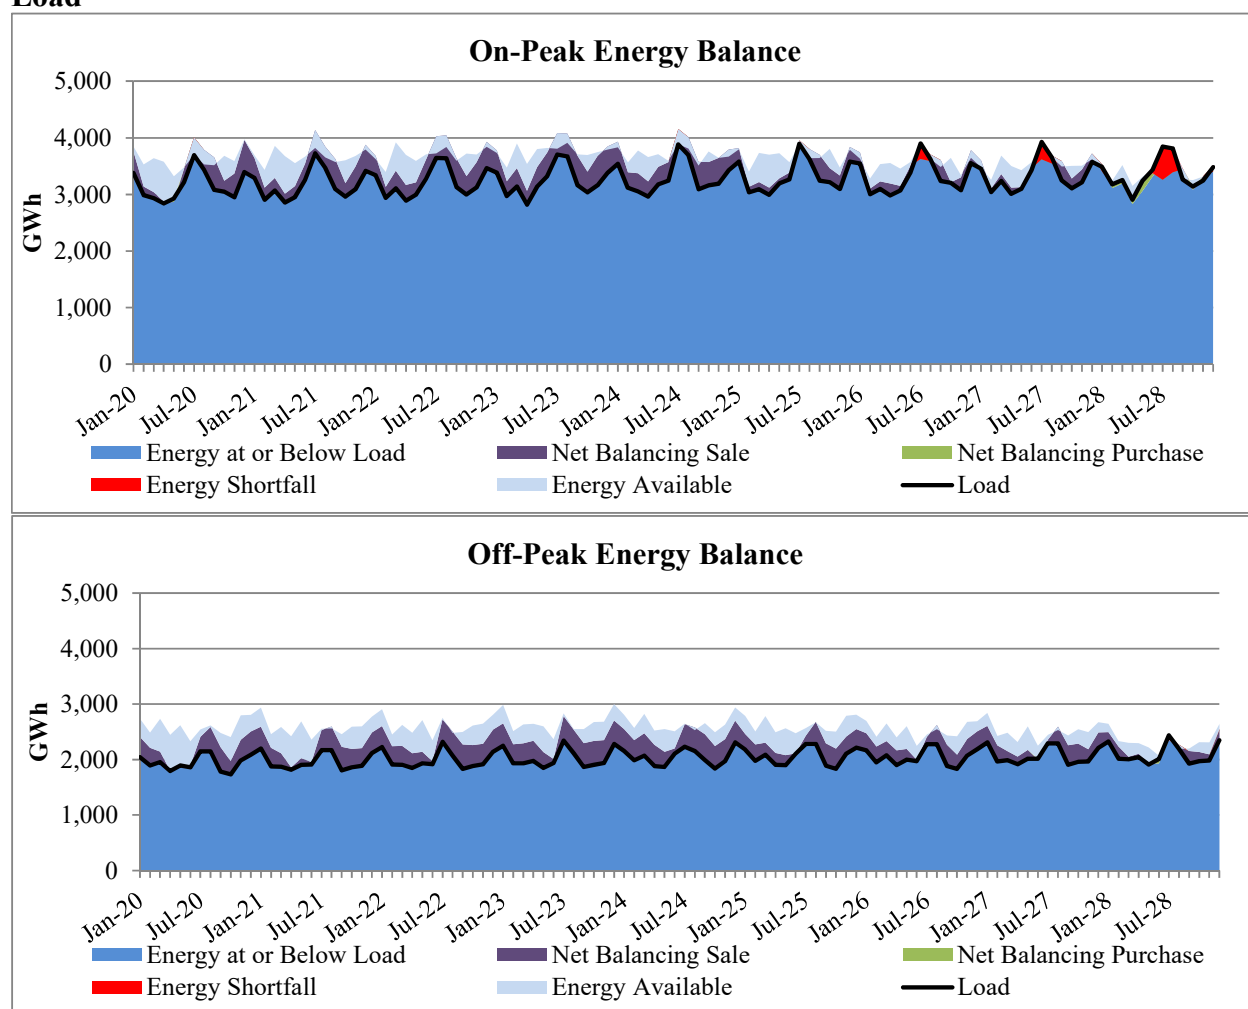 Load
On-Peak Energy Balance
5,000
4,000
3,000
2,000
1,000
0
GWh
Jan-20 Jul-20 Jan-21 Jul-21 Jan-22 Jul-22 Jan-23 Jul-23 Jan-24 Jul-24 Jan-25 Jul-25 Jan-26 Jul-26 Jan-27 Jul-27 Jan-28 Jul-28
Energy at or Below Load Net Balancing Sale Net Balancing Purchase
Energy Shortfall Energy Available Load
Off-Peak Energy Balance
5,000
4,000
3,000
2,000
1,000
0
GWh
Jan-20 Jul-20 Jan-21 Jul-21 Jan-22 Jul-22 Jan-23 Jul-23 Jan-24 Jul-24 Jan-25 Jul-25 Jan-26 Jul-26 Jan-27 Jul-27 Jan-28 Jul-28
Energy at or Below Load Net Balancing Sale Net Balancing Purchase
Energy Shortfall Energy Available Load